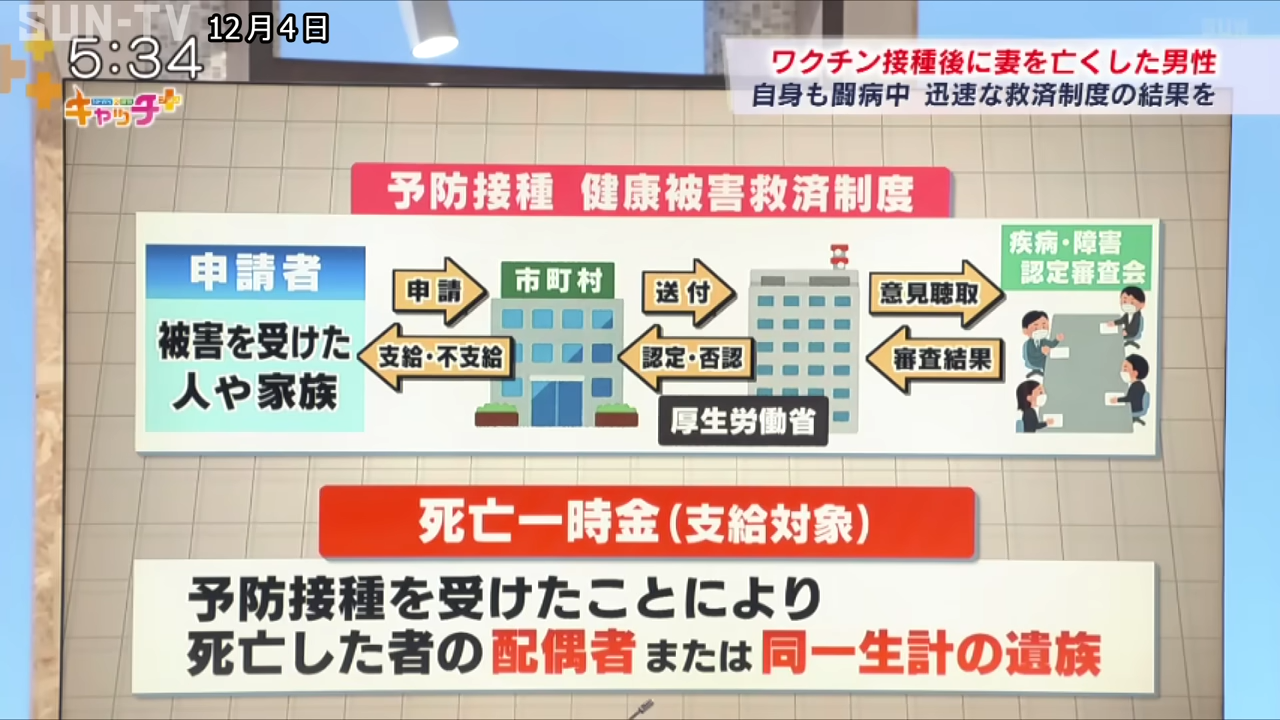 SUN-TV
12月4日
5:34
キャッチ+
ワクチン接種後に妻を亡くした男性
自身も闘病中 迅速な救済制度の結果を
予防接種 健康被害救済制度
申請者
被害を受けた
人や家族
申請
支給・不支給
市町村
送付
認定・否認
厚生労働省
意見聴取
審査結果
疾病・障害
認定審査会
死亡一時金(支給対象)
予防接種を受けたことにより
死亡した者の配偶者または同一生計の遺族